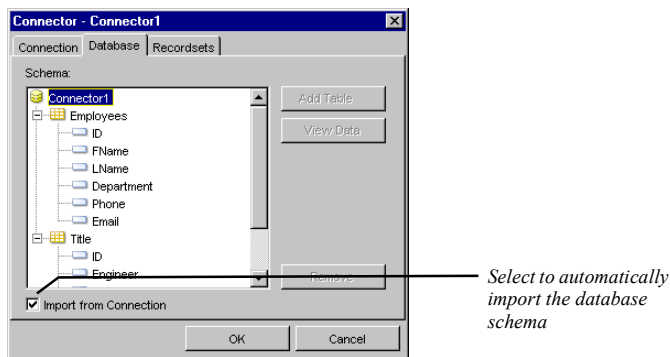 Connector - Connector1
Connection Database Recordsets
Schema:
Connector1
Employees
ID
FName
LName
Department
Phone
Email
Title
ID
Engineer
Add Table
View Data
Remove
Import from Connection
OK Cancel
Select to automatically
import the database
schema